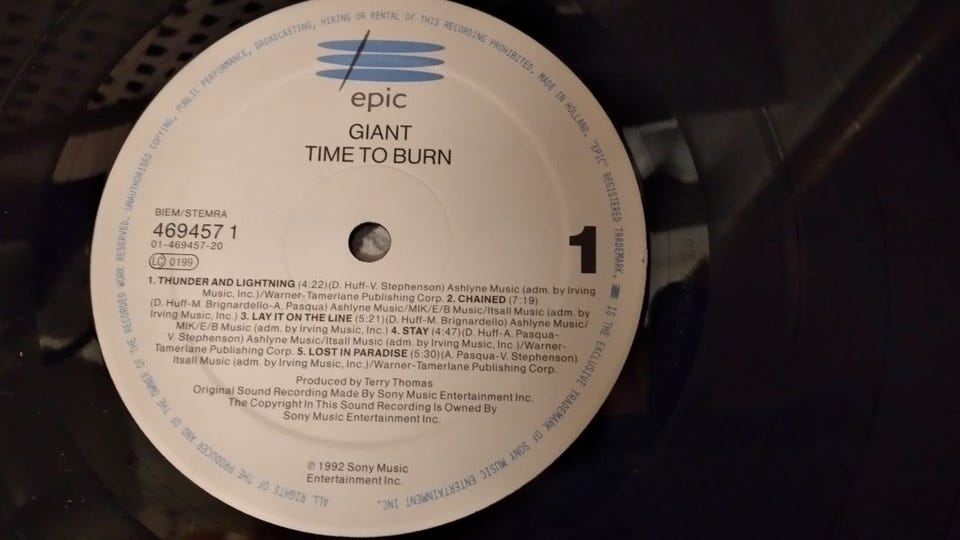 UNAUTHORISED COPYING, PUBLIC PERFORMANCE, BROADCASTING, HIRING OR RENTAL OF THIS RECORDING PROHIBITED. MADE IN HOLLAND. "EPIC" REGISTERED TRADEMARK. IS THE EXCLUSIVE TRADEMARK OF SONY MUSIC ENTERTAINMENT INC.
ALL RIGHTS OF THE PRODUCER AND OF THE OWNER OF THE RECORDED WORK RESERVED.
epic
GIANT
TIME TO BURN
BIEM/STEMRA
469457 1
01-469457-20
LC 0199
1
1. THUNDER AND LIGHTNING (4:22)(D. Huff-V. Stephenson) Ashlyne Music (adm. by Irving
Music, Inc.)/Warner-Tamerlane Publishing Corp. 2. CHAINED (7:19)
(D. Huff-M. Brignardello-A. Pasqua) Ashlyne Music/MIK/E/B Music/Itsall Music (adm. by
Irving Music, Inc.) 3. LAY IT ON THE LINE (5:21)(D. Huff-M. Brignardello) Ashlyne Music/
MIK/E/B Music (adm. by Irving Music, Inc.) 4. STAY (4:47)(D. Huff-A. Pasqua-
V. Stephenson) Ashlyne Music/Itsall Music (adm. by Irving Music, Inc.)/Warner-
Tamerlane Publishing Corp. 5. LOST IN PARADISE (5:30)(A. Pasqua-V. Stephenson)
Itsall Music (adm. by Irving Music, Inc.)/Warner-Tamerlane Publishing Corp.
Produced by Terry Thomas
Original Sound Recording Made By Sony Music Entertainment Inc.
The Copyright In This Sound Recording Is Owned By
Sony Music Entertainment Inc.
℗ 1992 Sony Music
Entertainment Inc.